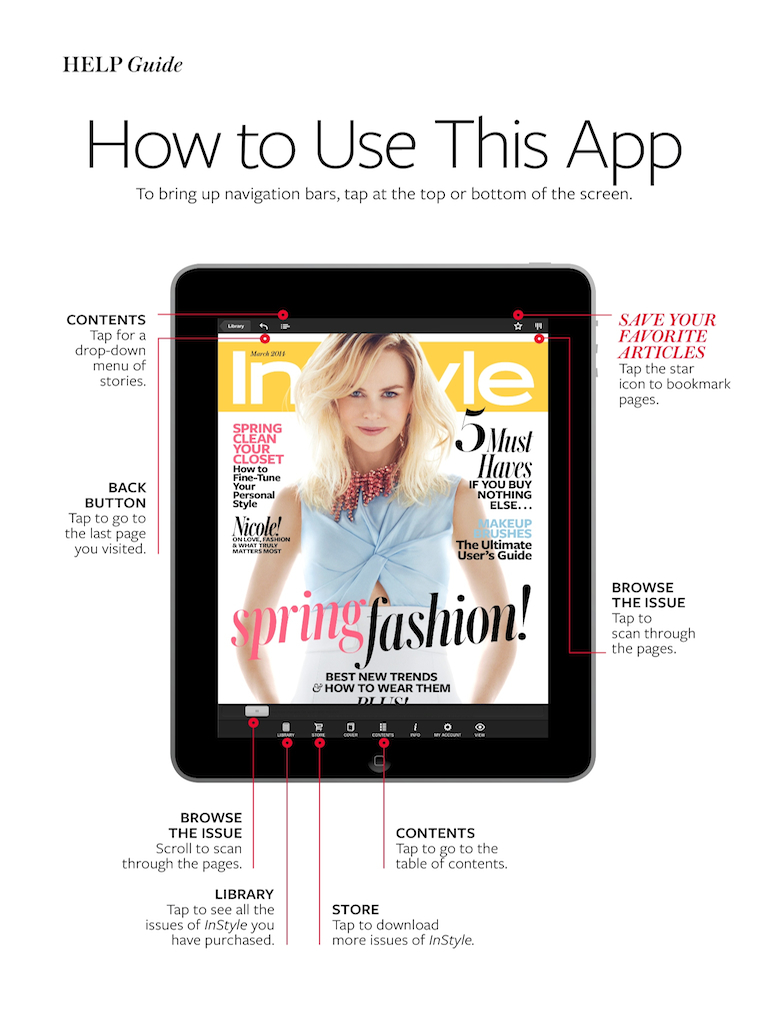 HELP Guide
How to Use This App
To bring up navigation bars, tap at the top or bottom of the screen.
CONTENTS
Tap for a
drop-down
menu of
stories.
BACK
BUTTON
Tap to go to
the last page
you visited.
SAVE YOUR
FAVORITE
ARTICLES
Tap the star
icon to bookmark
pages.
BROWSE
THE ISSUE
Tap to
scan through
the pages.
Library
March 2014
InStyle
SPRING
CLEAN
YOUR
CLOSET
How to
Fine-Tune
Your
Personal
Style
Nicole!
ON LOVE, FASHION
& WHAT TRULY
MATTERS MOST
5 Must
Haves
IF YOU BUY
NOTHING
ELSE...
MAKEUP
BRUSHES
The Ultimate
User's Guide
spring fashion!
BEST NEW TRENDS
& HOW TO WEAR THEM
PLUS!
LIBRARY STORE COVER CONTENTS INFO MY ACCOUNT VIEW
BROWSE
THE ISSUE
Scroll to scan
through the pages.
LIBRARY
Tap to see all the
issues of InStyle you
have purchased.
STORE
Tap to download
more issues of InStyle.
CONTENTS
Tap to go to the
table of contents.